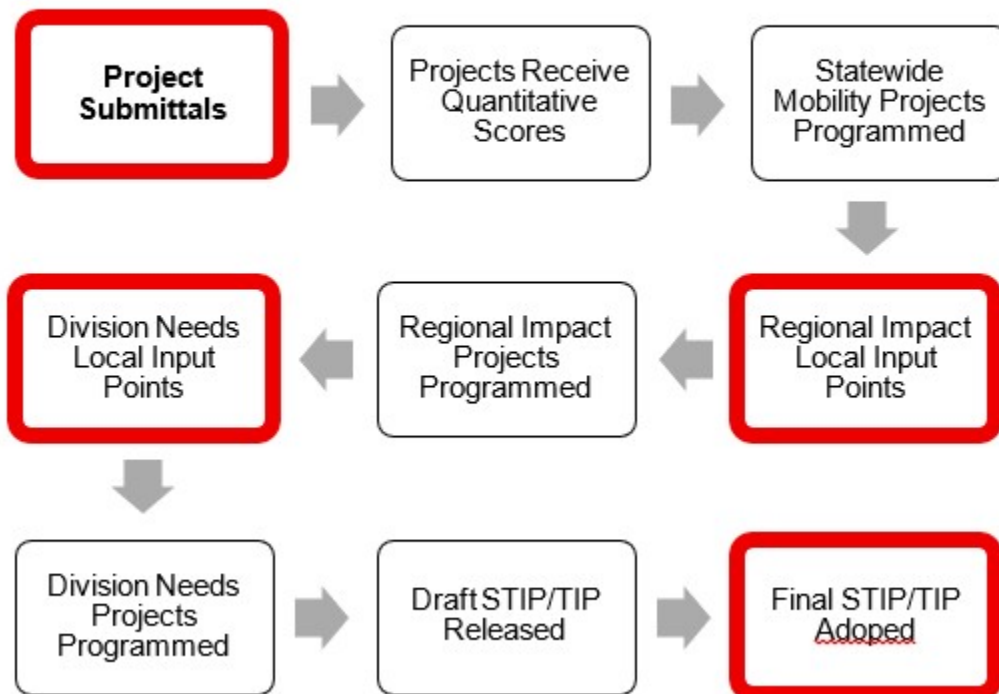 Project
Submittals
Projects Receive
Quantitative
Scores
Statewide
Mobility Projects
Programmed
Regional Impact
Local Input
Points
Regional Impact
Projects
Programmed
Division Needs
Local Input
Points
Division Needs
Projects
Programmed
Draft STIP/TIP
Released
Final STIP/TIP
Adoped